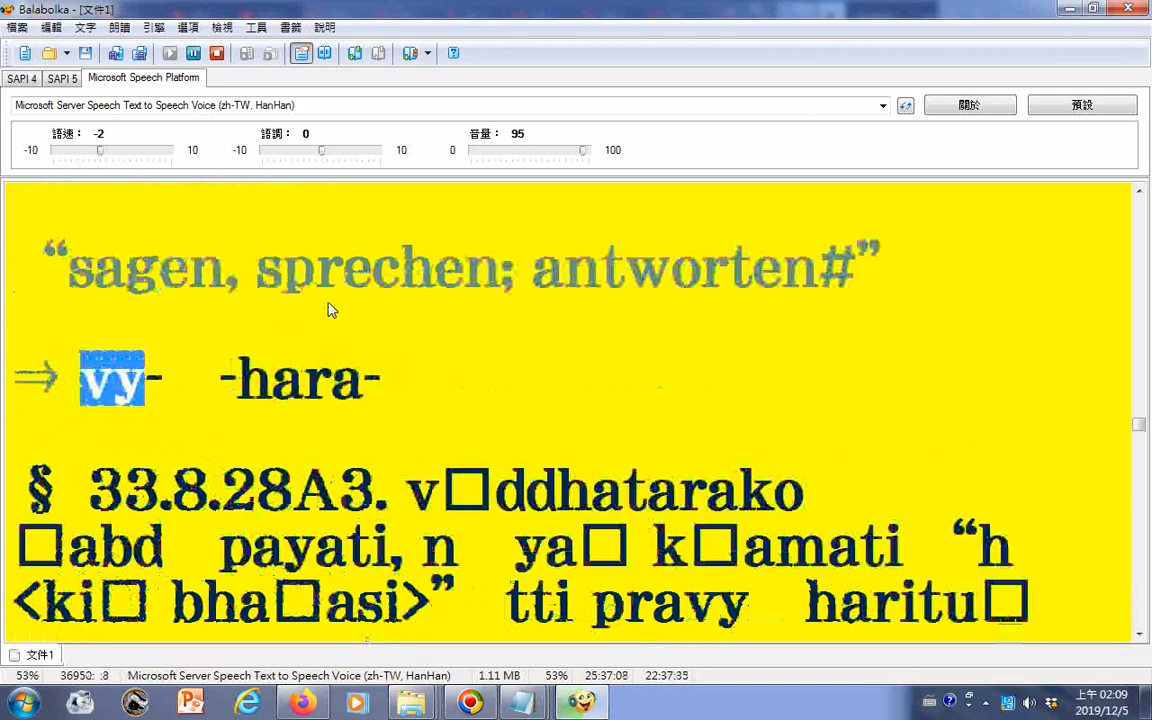 Balabolka - [文件1]
檔案 編輯 文字 朗讀 引擎 選項 檢視 工具 書籤 說明
SAPI 4 SAPI 5 Microsoft Speech Platform
Microsoft Server Speech Text to Speech Voice (zh-TW, HanHan) 關於 預設
語速： -2 語調： 0 音量： 95
-10 10 -10 10 0 100
“sagen, sprechen; antworten#”
⇒ vy- -hara-
§ 33.8.28A3. v□ddhatarako
□abd payati, n ya□ k□amati “h
<ki□ bha□asi>” tti pravy haritu□
文件1
53% 36950: :8 Microsoft Server Speech Text to Speech Voice (zh-TW, HanHan) 1.11 MB 53% 25:37:08 22:37:35
上午 02:09
2019/12/5